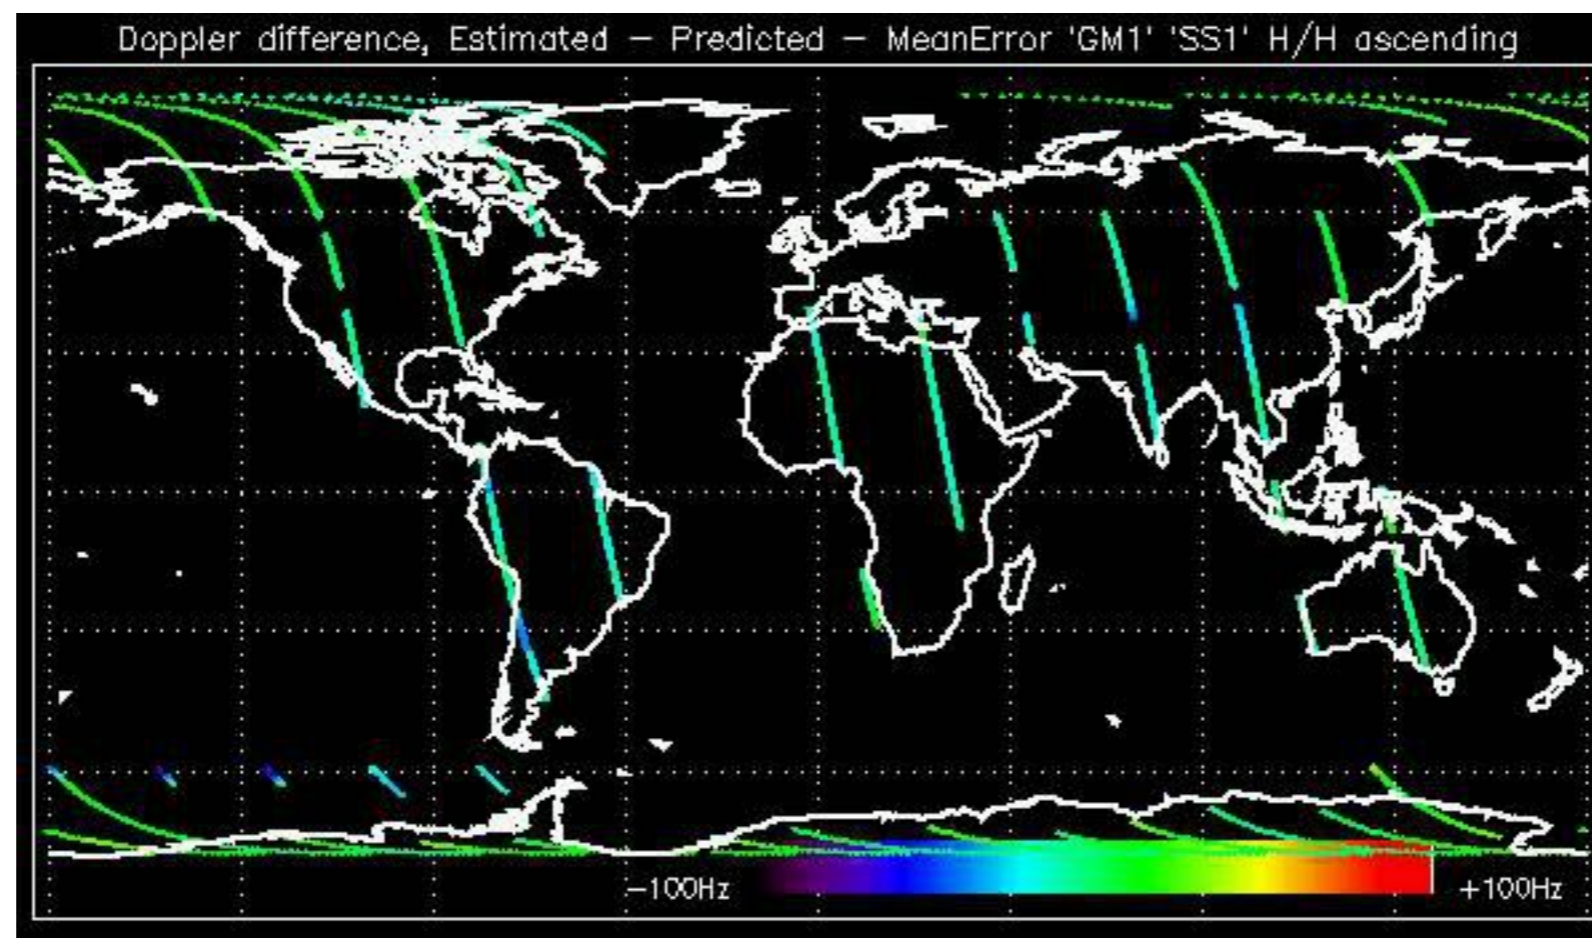 Doppler difference, Estimated – Predicted – MeanError 'GM1' 'SS1' H/H ascending
–100Hz +100Hz